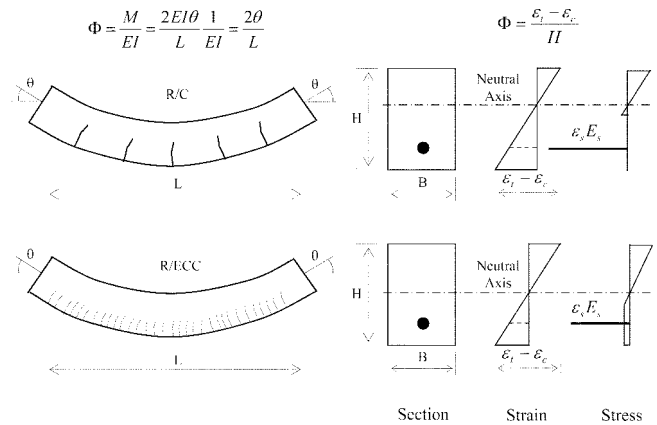 Φ = M/EI = 2EIθ/L 1/EI = 2θ/L
Φ = (ε_t − ε_c)/H
θ
R/C
θ
L
H
B
Neutral
Axis
ε_s E_s
ε_t − ε_c
θ
R/ECC
θ
L
H
B
Neutral
Axis
ε_s E_s
ε_t − ε_c
Section
Strain
Stress